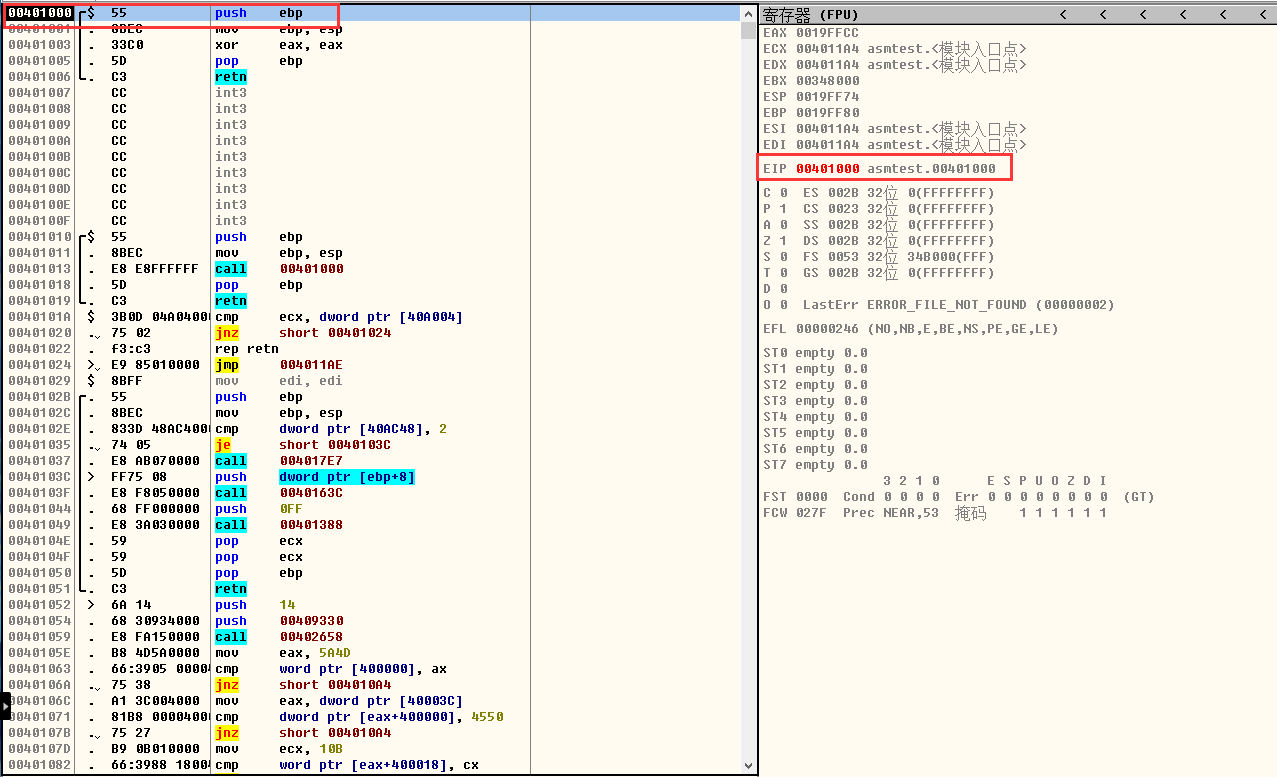 00401000 $ 55 push ebp
00401001 . 8BEC mov ebp, esp
00401003 . 33C0 xor eax, eax
00401005 . 5D pop ebp
00401006 . C3 retn
00401007 CC int3
00401008 CC int3
00401009 CC int3
0040100A CC int3
0040100B CC int3
0040100C CC int3
0040100D CC int3
0040100E CC int3
0040100F CC int3
00401010 $ 55 push ebp
00401011 . 8BEC mov ebp, esp
00401013 . E8 E8FFFFFF call 00401000
00401018 . 5D pop ebp
00401019 . C3 retn
0040101A $ 3B0D 04A04000 cmp ecx, dword ptr [40A004]
00401020 . 75 02 jnz short 00401024
00401022 . f3:c3 rep retn
00401024 > E9 85010000 jmp 004011AE
00401029 $ 8BFF mov edi, edi
0040102B . 55 push ebp
0040102C . 8BEC mov ebp, esp
0040102E . 833D 48AC4000 cmp dword ptr [40AC48], 2
00401035 . 74 05 je short 0040103C
00401037 . E8 AB070000 call 004017E7
0040103C > FF75 08 push dword ptr [ebp+8]
0040103F . E8 F8050000 call 0040163C
00401044 . 68 FF000000 push 0FF
00401049 . E8 3A030000 call 00401388
0040104E . 59 pop ecx
0040104F . 59 pop ecx
00401050 . 5D pop ebp
00401051 . C3 retn
00401052 > 6A 14 push 14
00401054 . 68 30934000 push 00409330
00401059 . E8 FA150000 call 00402658
0040105E . B8 4D5A0000 mov eax, 5A4D
00401063 . 66:3905 00004 cmp word ptr [400000], ax
0040106A . 75 38 jnz short 004010A4
0040106C . A1 3C004000 mov eax, dword ptr [40003C]
00401071 . 81B8 00004000 cmp dword ptr [eax+400000], 4550
0040107B . 75 27 jnz short 004010A4
0040107D . B9 0B010000 mov ecx, 10B
00401082 . 66:3988 18004 cmp word ptr [eax+400018], cx
寄存器 (FPU) < < < < < <
EAX 0019FFCC
ECX 004011A4 asmtest.<模块入口点>
EDX 004011A4 asmtest.<模块入口点>
EBX 00348000
ESP 0019FF74
EBP 0019FF80
ESI 004011A4 asmtest.<模块入口点>
EDI 004011A4 asmtest.<模块入口点>
EIP 00401000 asmtest.00401000
C 0 ES 002B 32位 0(FFFFFFFF)
P 1 CS 0023 32位 0(FFFFFFFF)
A 0 SS 002B 32位 0(FFFFFFFF)
Z 1 DS 002B 32位 0(FFFFFFFF)
S 0 FS 0053 32位 34B000(FFF)
T 0 GS 002B 32位 0(FFFFFFFF)
D 0
O 0 LastErr ERROR_FILE_NOT_FOUND (00000002)
EFL 00000246 (NO,NB,E,BE,NS,PE,GE,LE)
ST0 empty 0.0
ST1 empty 0.0
ST2 empty 0.0
ST3 empty 0.0
ST4 empty 0.0
ST5 empty 0.0
ST6 empty 0.0
ST7 empty 0.0
3 2 1 0 E S P U O Z D I
FST 0000 Cond 0 0 0 0 Err 0 0 0 0 0 0 0 0 (GT)
FCW 027F Prec NEAR,53 掩码 1 1 1 1 1 1